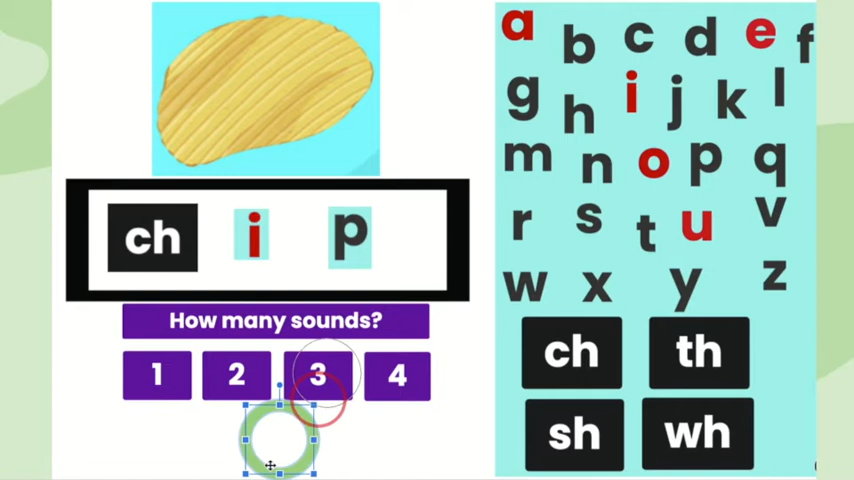 ch i p
How many sounds?
1 2 3 4
a b c d e f
g h i j k l
m n o p q
r s t u v
w x y z
ch th
sh wh